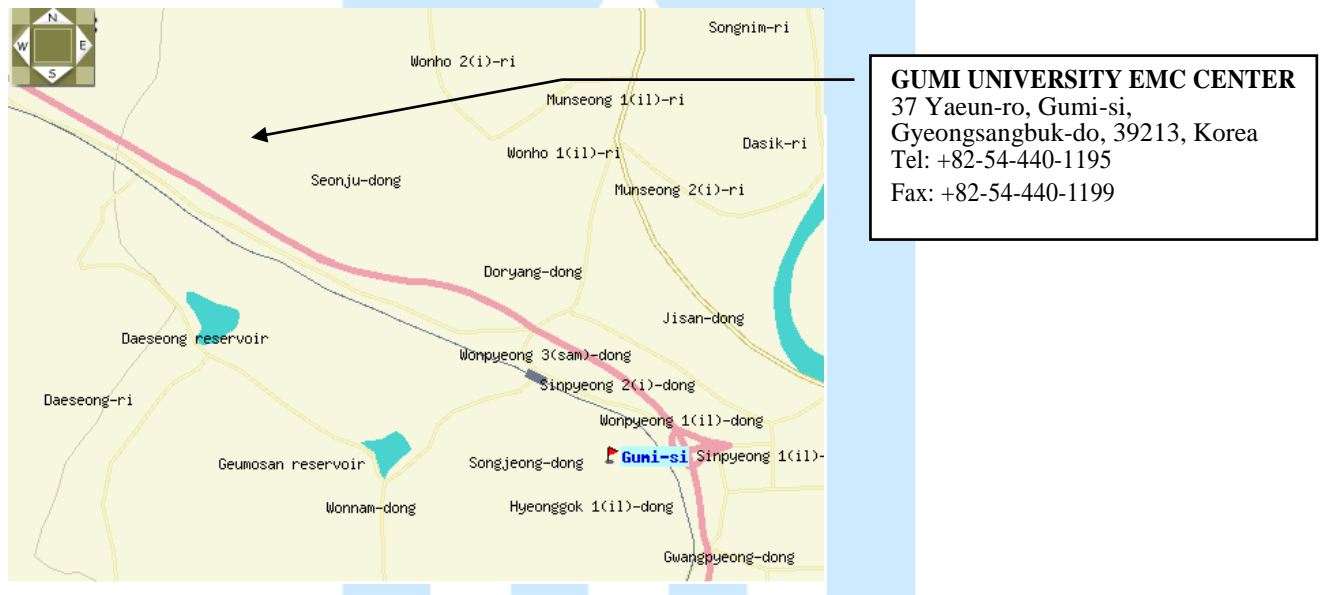 N
W
E
S
Songnim-ri
Wonho 2(i)-ri
Munseong 1(il)-ri
Dasik-ri
Wonho 1(il)-ri
Seonju-dong
Munseong 2(i)-ri
Doryang-dong
Jisan-dong
Daeseong reservoir
Wonpyeong 3(sam)-dong
Sinpyeong 2(i)-dong
Daeseong-ri
Wonpyeong 1(il)-dong
Geumosan reservoir
Songjeong-dong
Gumi-si
Sinpyeong 1(il)-
Wonnam-dong
Hyeonggok 1(il)-dong
Gwangpyeong-dong
GUMI UNIVERSITY EMC CENTER
37 Yaeun-ro, Gumi-si,
Gyeongsangbuk-do, 39213, Korea
Tel: +82-54-440-1195
Fax: +82-54-440-1199